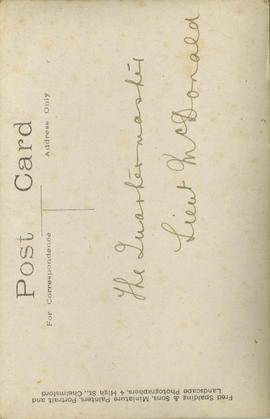 Post Card
For Correspondence
Address Only
The Quartermaster
Lieut McDonald
Fred Spalding & Sons, Miniature Painters, Portrait and
Landscape Photographers, 4 High St., Chelmsford